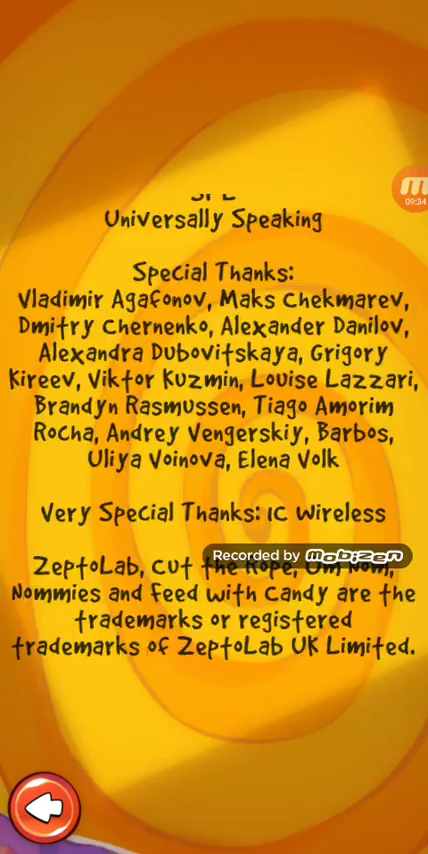 Universally Speaking
Special Thanks:
Vladimir Agafonov, Maks Chekmarev,
Dmitry Chernenko, Alexander Danilov,
Alexandra Dubovitskaya, Grigory
Kireev, Viktor Kuzmin, Louise Lazzari,
Brandyn Rasmussen, Tiago Amorim
Rocha, Andrey Vengerskiy, Barbos,
Uliya Voinova, Elena Volk
Very Special Thanks: IC Wireless
Recorded by mobizen
ZeptoLab, Cut the Rope, Om Nom,
Nommies and Feed with Candy are the
trademarks or registered
trademarks of ZeptoLab UK Limited.
m
09:34